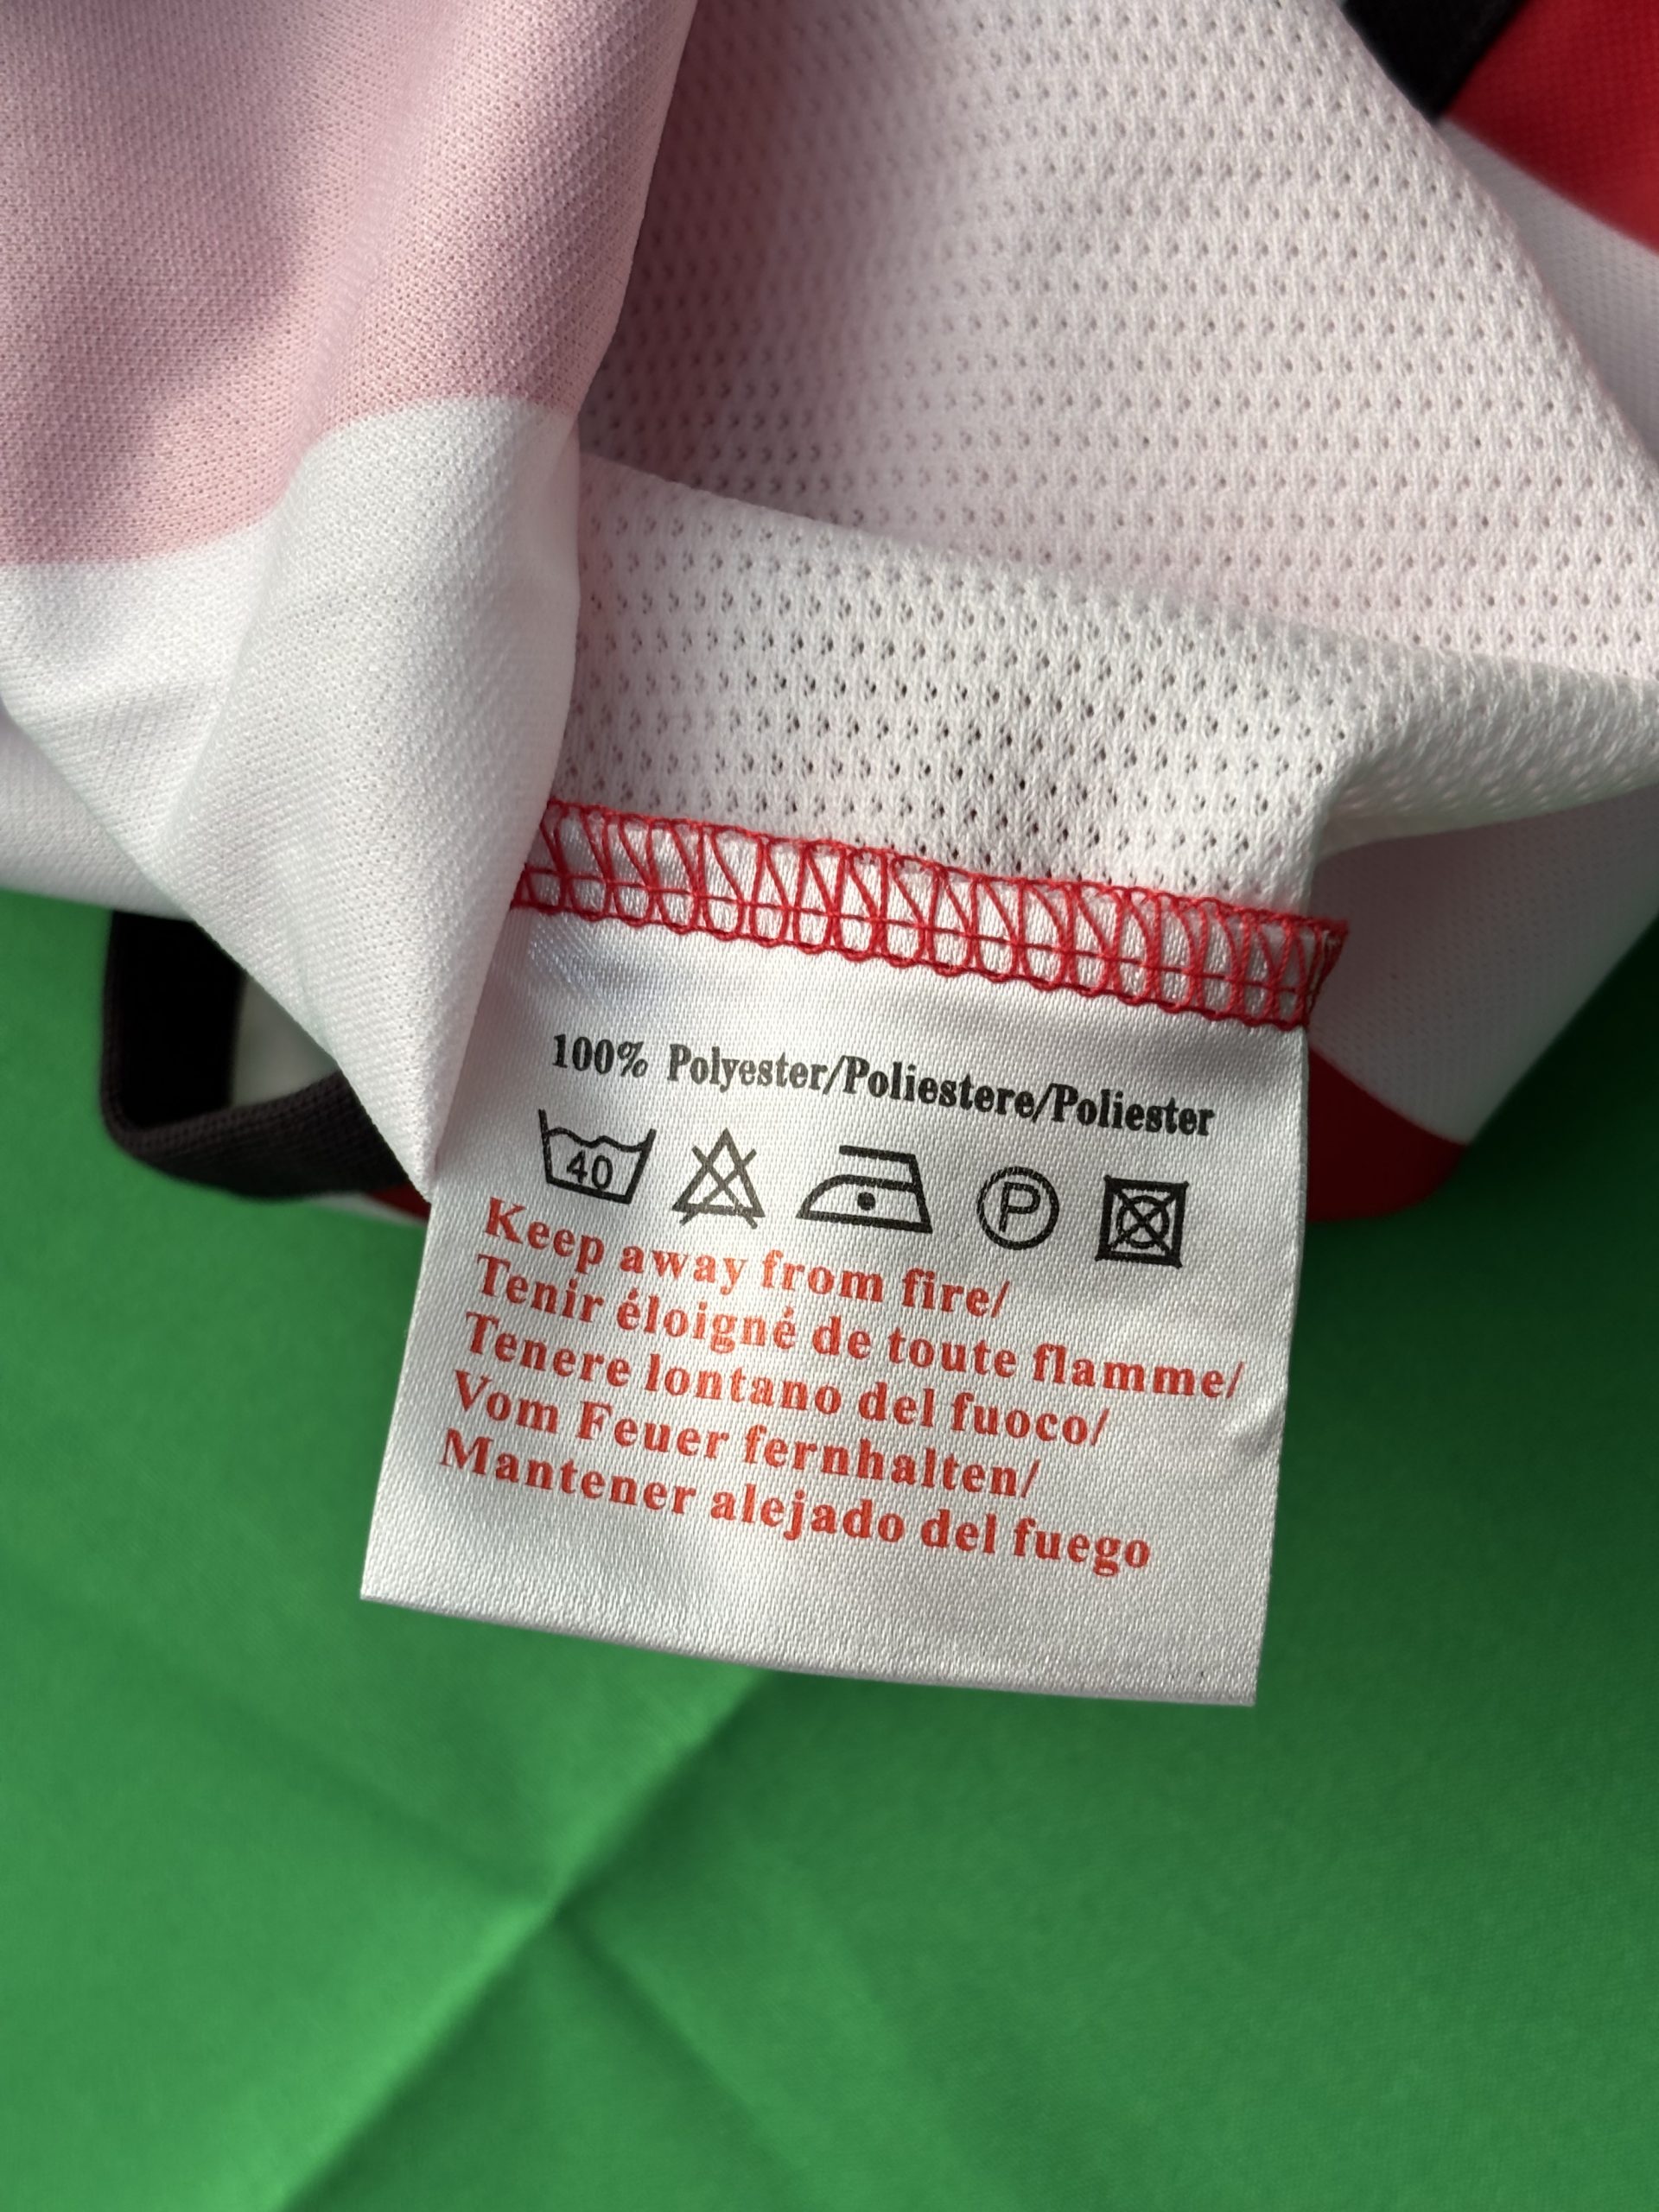 100% Polyester/Poliestere/Poliester
40 P
Keep away from fire/
Tenir éloigné de toute flamme/
Tenere lontano del fuoco/
Vom Feuer fernhalten/
Mantener alejado del fuego